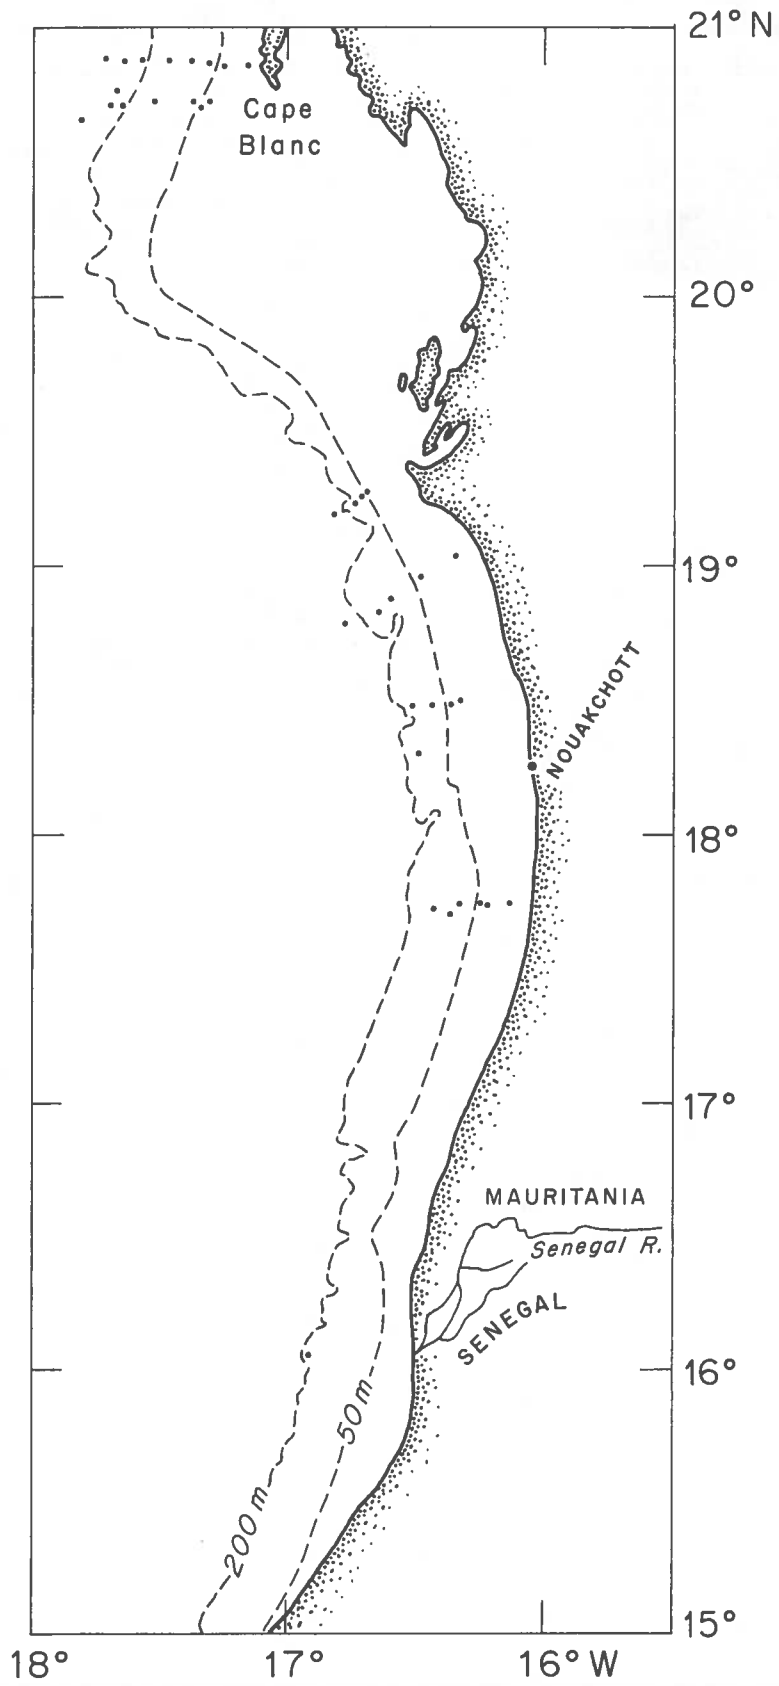 21° N
Cape
Blanc
20°
19°
NOUAKCHOTT
18°
17°
MAURITANIA
Senegal R.
SENEGAL
16°
50 m
200 m
15°
18°
17°
16° W